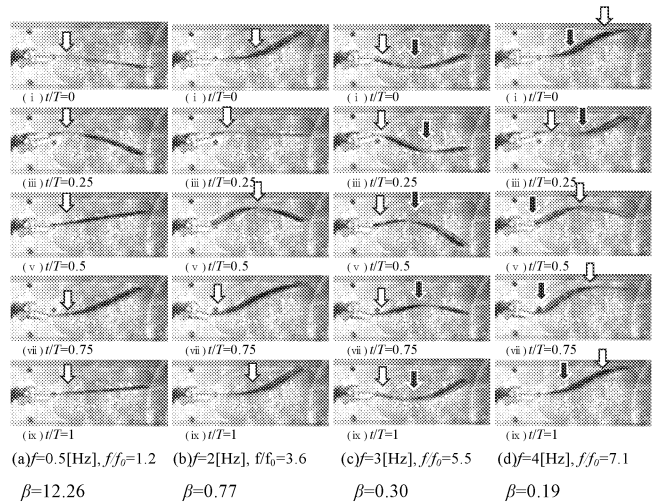 (i) t/T=0 (i) t/T=0 (i) t/T=0 (i) t/T=0
(iii) t/T=0.25 (iii) t/T=0.25 (iii) t/T=0.25 (iii) t/T=0.25
(v) t/T=0.5 (v) t/T=0.5 (v) t/T=0.5 (v) t/T=0.5
(vii) t/T=0.75 (vii) t/T=0.75 (vii) t/T=0.75 (vii) t/T=0.75
(ix) t/T=1 (ix) t/T=1 (ix) t/T=1 (ix) t/T=1
(a)f=0.5[Hz], f/f₀=1.2 (b)f=2[Hz], f/f₀=3.6 (c)f=3[Hz], f/f₀=5.5 (d)f=4[Hz], f/f₀=7.1
β=12.26 β=0.77 β=0.30 β=0.19